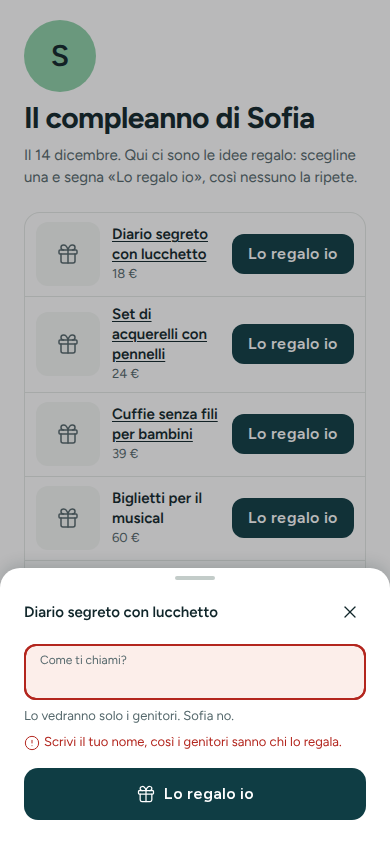 S
Il compleanno di Sofia
Il 14 dicembre. Qui ci sono le idee regalo: scegline
una e segna «Lo regalo io», così nessuno la ripete.
Diario segreto
con lucchetto
18 €
Lo regalo io
Set di
acquerelli con
pennelli
24 €
Lo regalo io
Cuffie senza fili
per bambini
39 €
Lo regalo io
Biglietti per il
musical
60 €
Lo regalo io
Diario segreto con lucchetto
Come ti chiami?
Lo vedranno solo i genitori. Sofia no.
Scrivi il tuo nome, così i genitori sanno chi lo regala.
Lo regalo io